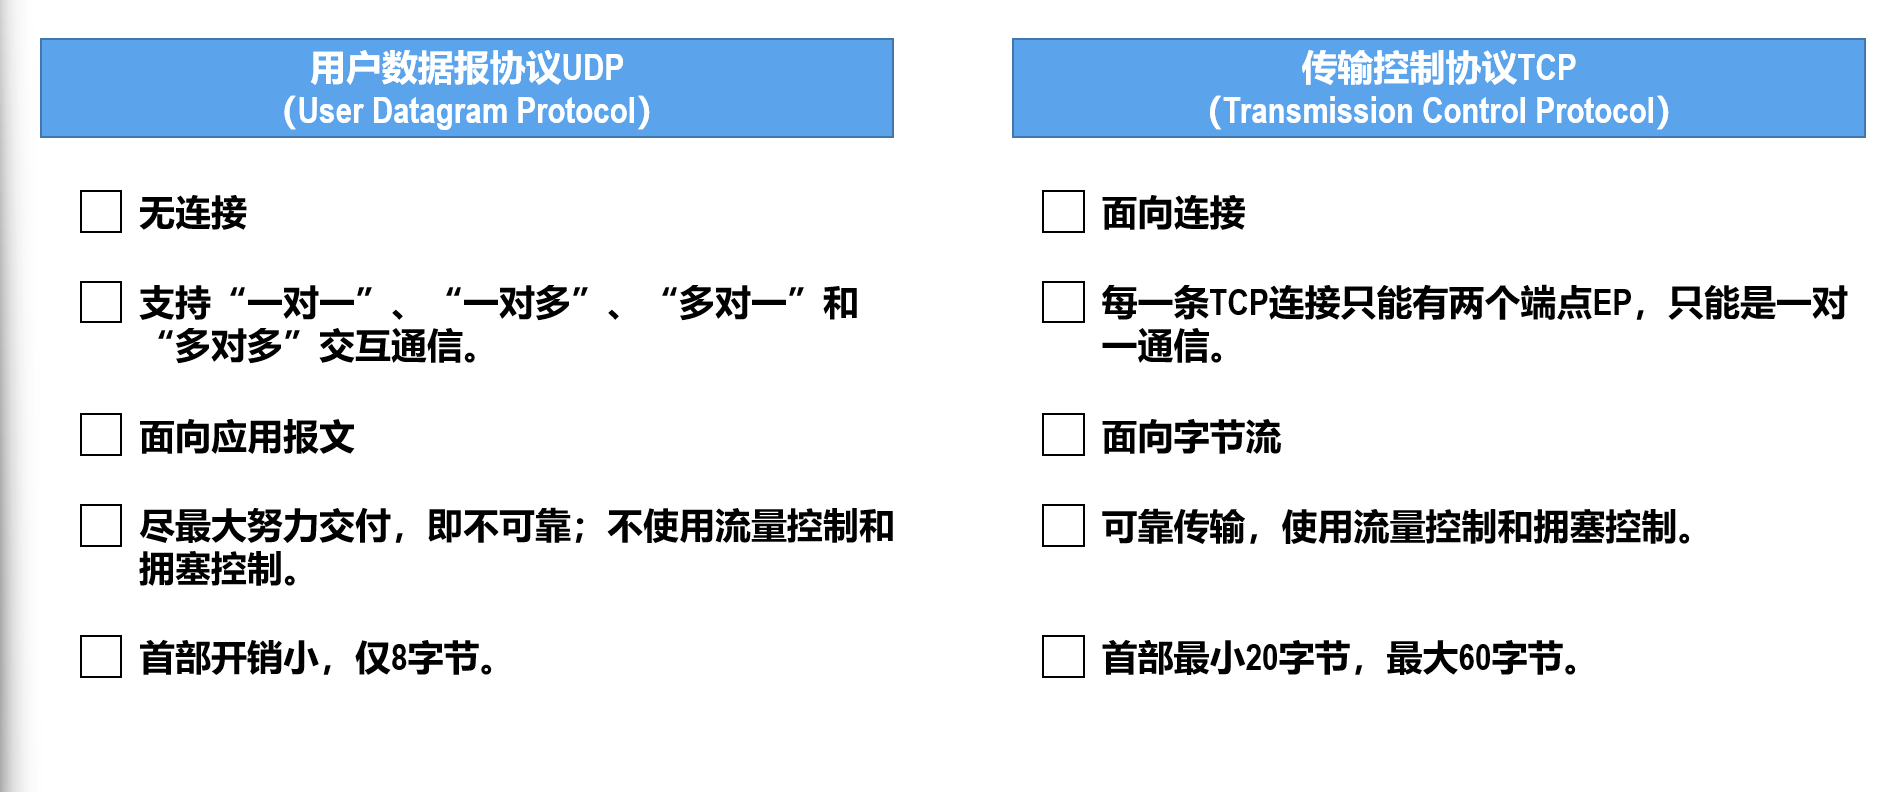 用户数据报协议UDP
（User Datagram Protocol）
无连接
支持“一对一”、“一对多”、“多对一”和
“多对多”交互通信。
面向应用报文
尽最大努力交付，即不可靠；不使用流量控制和
拥塞控制。
首部开销小，仅8字节。
传输控制协议TCP
（Transmission Control Protocol）
面向连接
每一条TCP连接只能有两个端点EP，只能是一对
一通信。
面向字节流
可靠传输，使用流量控制和拥塞控制。
首部最小20字节，最大60字节。